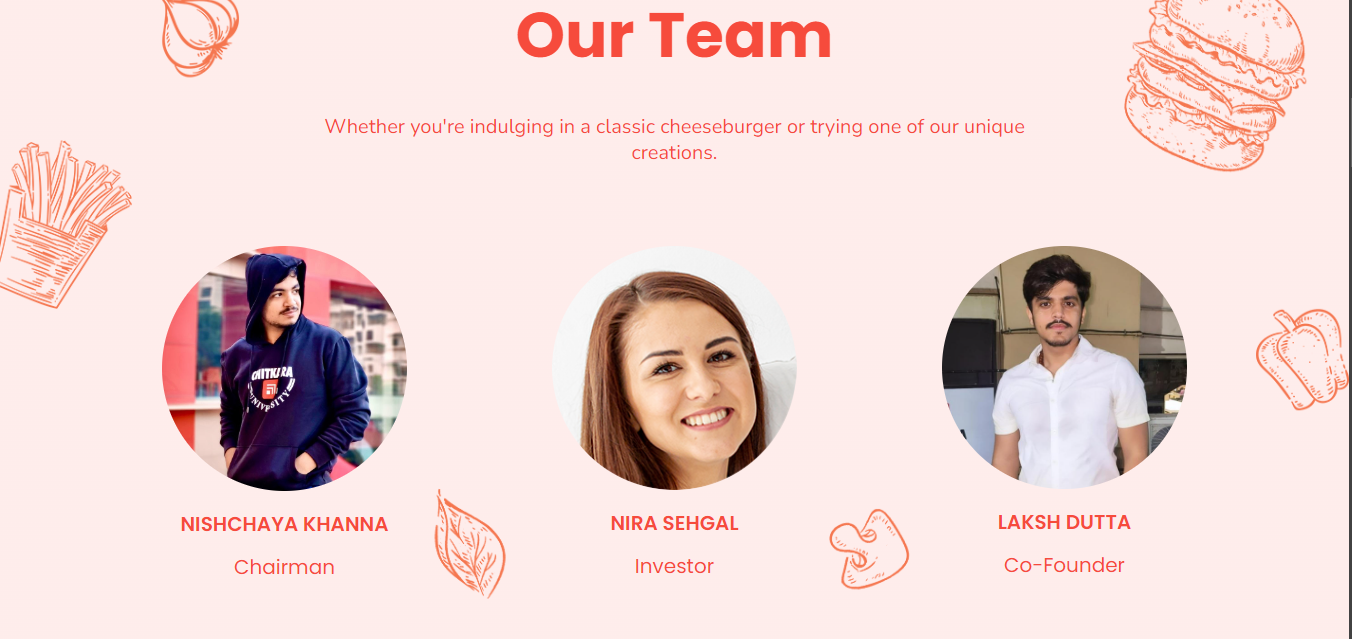 Our Team
Whether you're indulging in a classic cheeseburger or trying one of our unique
creations.
CHITKARA
UNIVERSITY
NISHCHAYA KHANNA
NIRA SEHGAL
LAKSH DUTTA
Chairman
Investor
Co-Founder